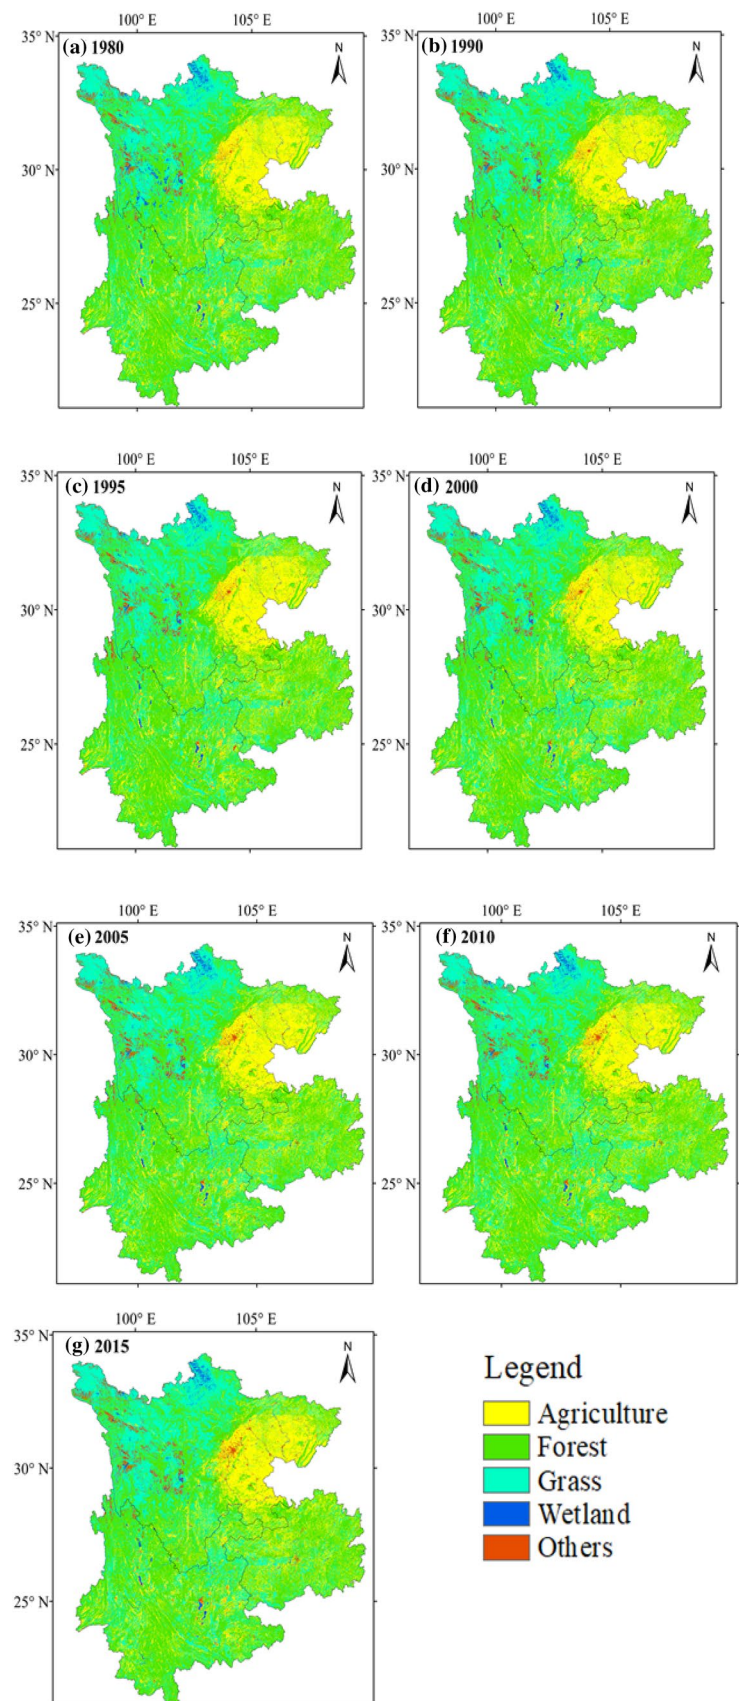 100° E 105° E 100° E 105° E
35° N (a) 1980 N 35° N (b) 1990 N
30° N 30° N
25° N 25° N
100° E 105° E 100° E 105° E
35° N (c) 1995 N 35° N (d) 2000 N
30° N 30° N
25° N 25° N
100° E 105° E 100° E 105° E
35° N (e) 2005 N 35° N (f) 2010 N
30° N 30° N
25° N 25° N
100° E 105° E
35° N (g) 2015 N
30° N
25° N
Legend
Agriculture
Forest
Grass
Wetland
Others